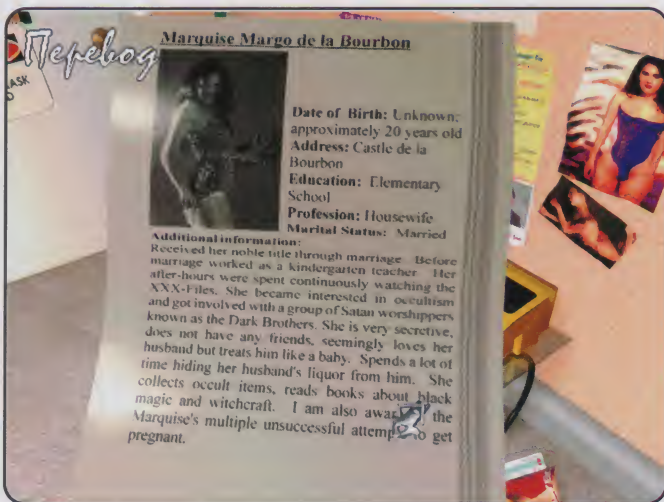 Перевод
ASK
Marquise Margo de la Bourbon
Date of Birth: Unknown;
approximately 20 years old
Address: Castle de la
Bourbon
Education: Elementary
School
Profession: Housewife
Marital Status: Married
Additional information:
Received her noble title through marriage. Before
marriage worked as a kindergarten teacher. Her
after-hours were spent continuously watching the
XXX-Files. She became interested in occultism
and got involved with a group of Satan worshippers
known as the Dark Brothers. She is very secretive,
does not have any friends, seemingly loves her
husband but treats him like a baby. Spends a lot of
time hiding her husband's liquor from him. She
collects occult items, reads books about black
magic and witchcraft. I am also the
Marquise's multiple unsuccessful to get
pregnant.